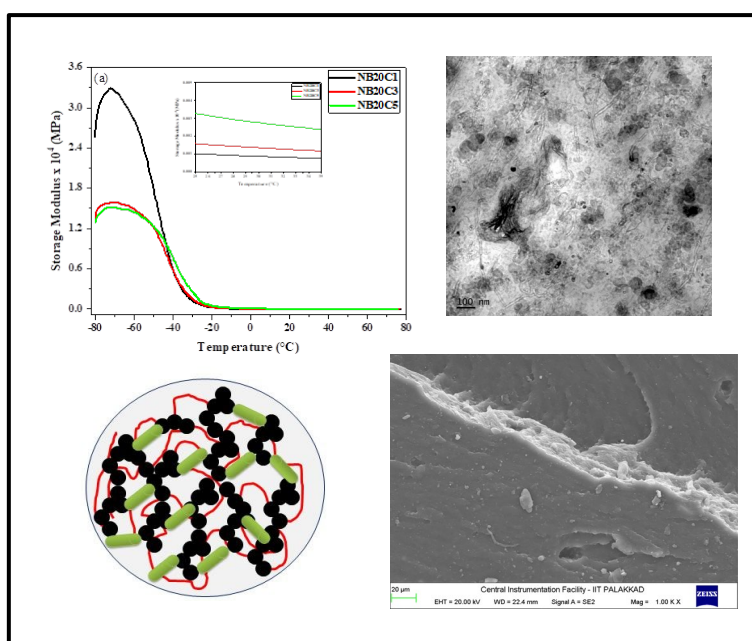 (a)
NB20C1
NB20C3
NB20C5
3.6
3.0
2.4
1.8
1.2
0.6
0.0
Storage Modulus x 10⁴ (MPa)
-80 -60 -40 -20 0 20 40 60 80
Temperature (°C)
Temperature (°C)
100 nm
20 µm
Central Instrumentation Facility - IIT PALAKKAD
EHT = 20.00 kV WD = 22.4 mm Signal A = SE2 Mag = 1.00 K X
ZEISS